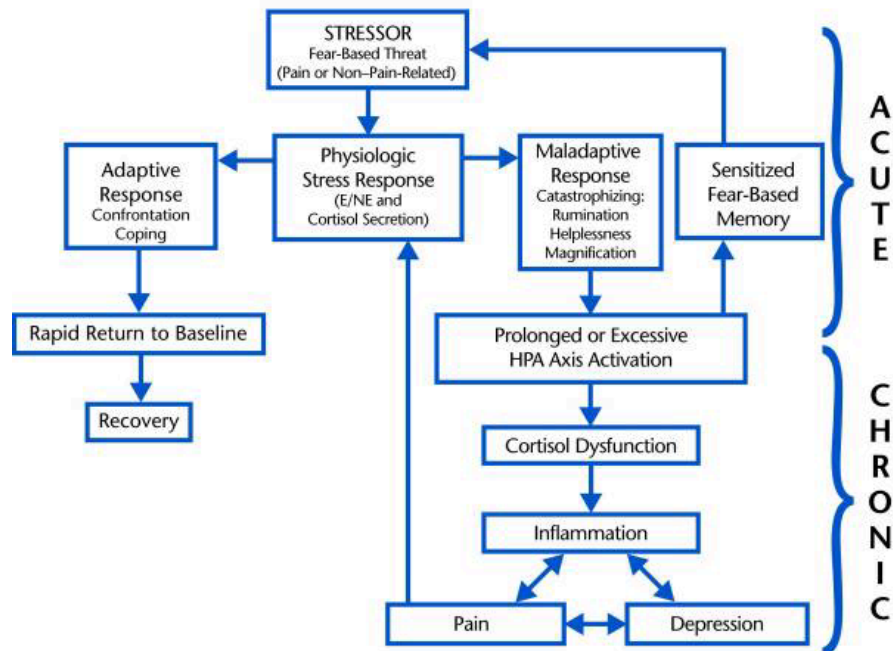 STRESSOR
Fear-Based Threat
(Pain or Non–Pain-Related)
Adaptive
Response
Confrontation
Coping
Physiologic
Stress Response
(E/NE and
Cortisol Secretion)
Maladaptive
Response
Catastrophizing:
Rumination
Helplessness
Magnification
Sensitized
Fear-Based
Memory
ACUTE
Rapid Return to Baseline
Prolonged or Excessive
HPA Axis Activation
Recovery
Cortisol Dysfunction
Inflammation
Pain
Depression
CHRONIC